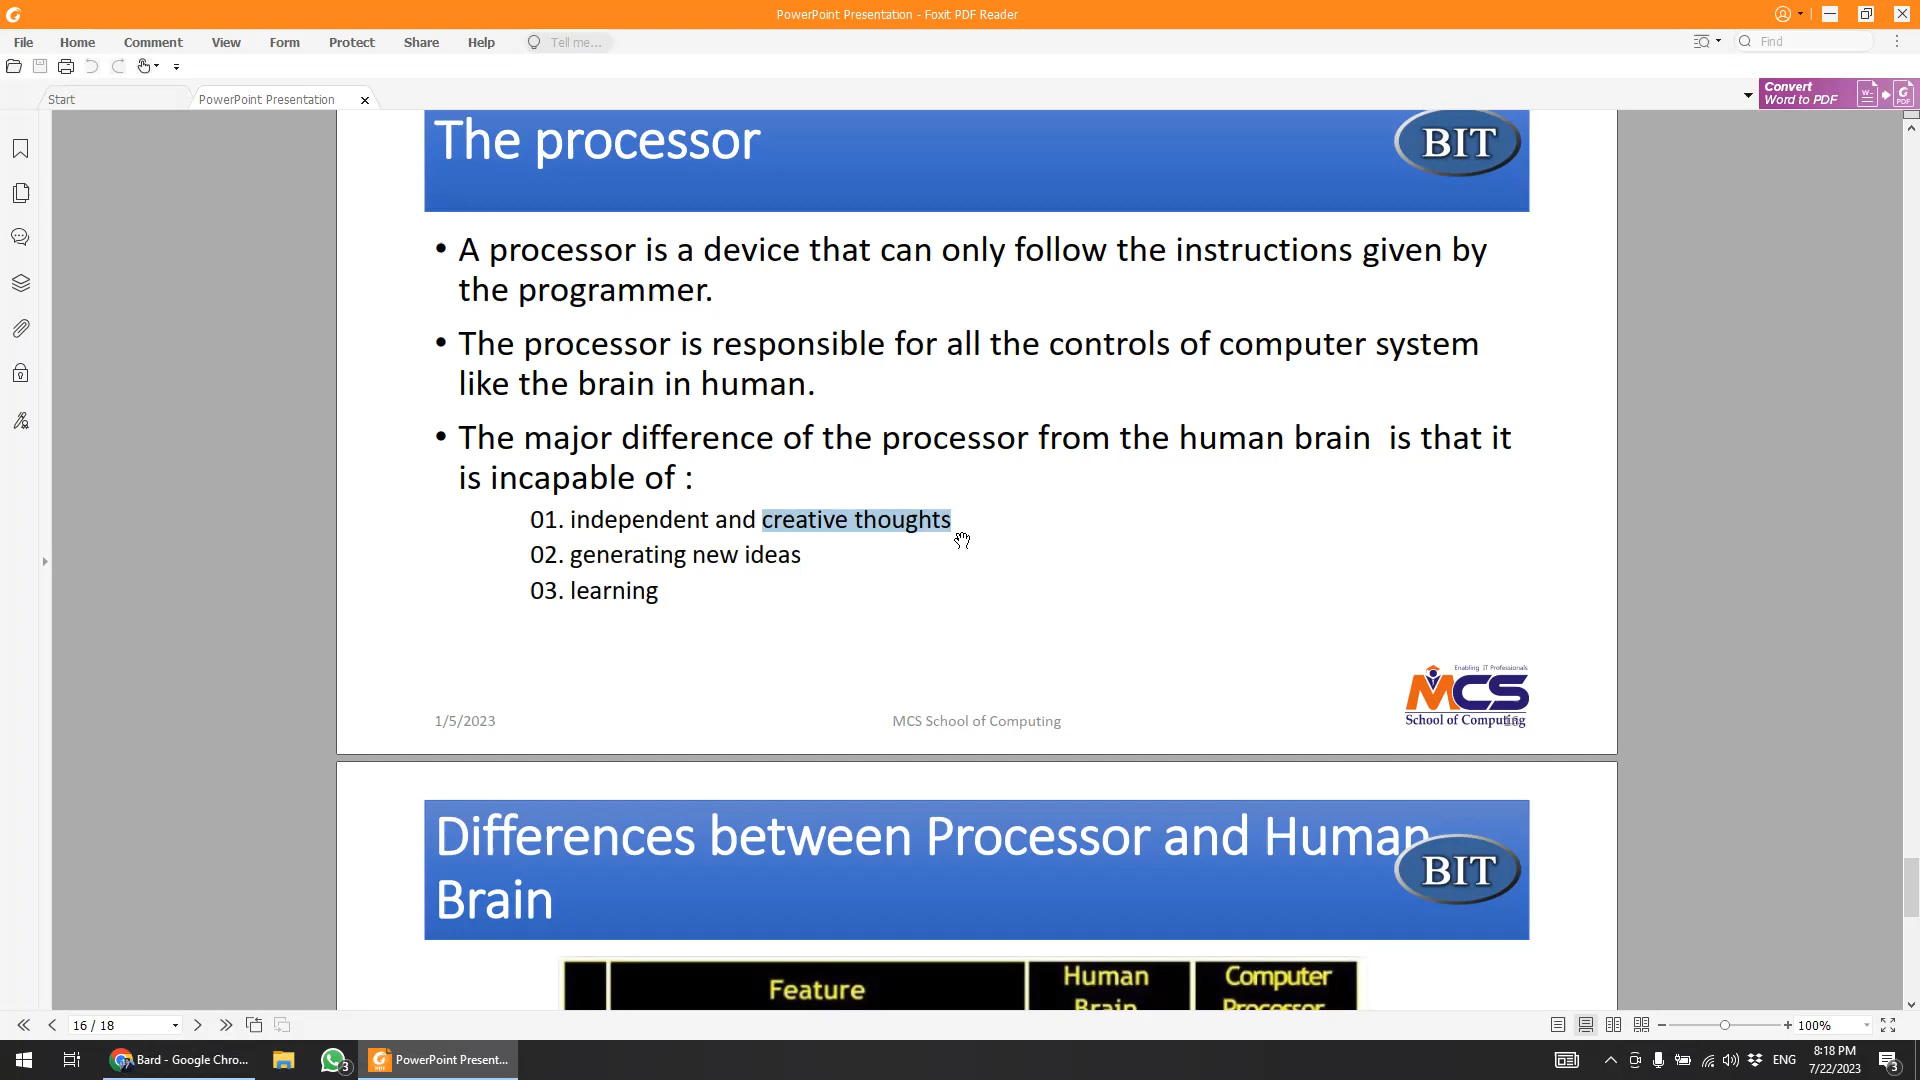 PowerPoint Presentation - Foxit PDF Reader
File Home Comment View Form Protect Share Help Tell me... Find
Start PowerPoint Presentation
Convert
Word to PDF
The processor
BIT
• A processor is a device that can only follow the instructions given by
the programmer.
• The processor is responsible for all the controls of computer system
like the brain in human.
• The major difference of the processor from the human brain is that it
is incapable of :
01. independent and creative thoughts
02. generating new ideas
03. learning
Enabling IT Professionals
MCS
School of Computing
1/5/2023
MCS School of Computing
Differences between Processor and Human
Brain
BIT
Feature
Human
Brain
Computer
Processor
16 / 18
100%
Bard - Google Chro...
3
PowerPoint Present...
ENG
8:18 PM
7/22/2023
3